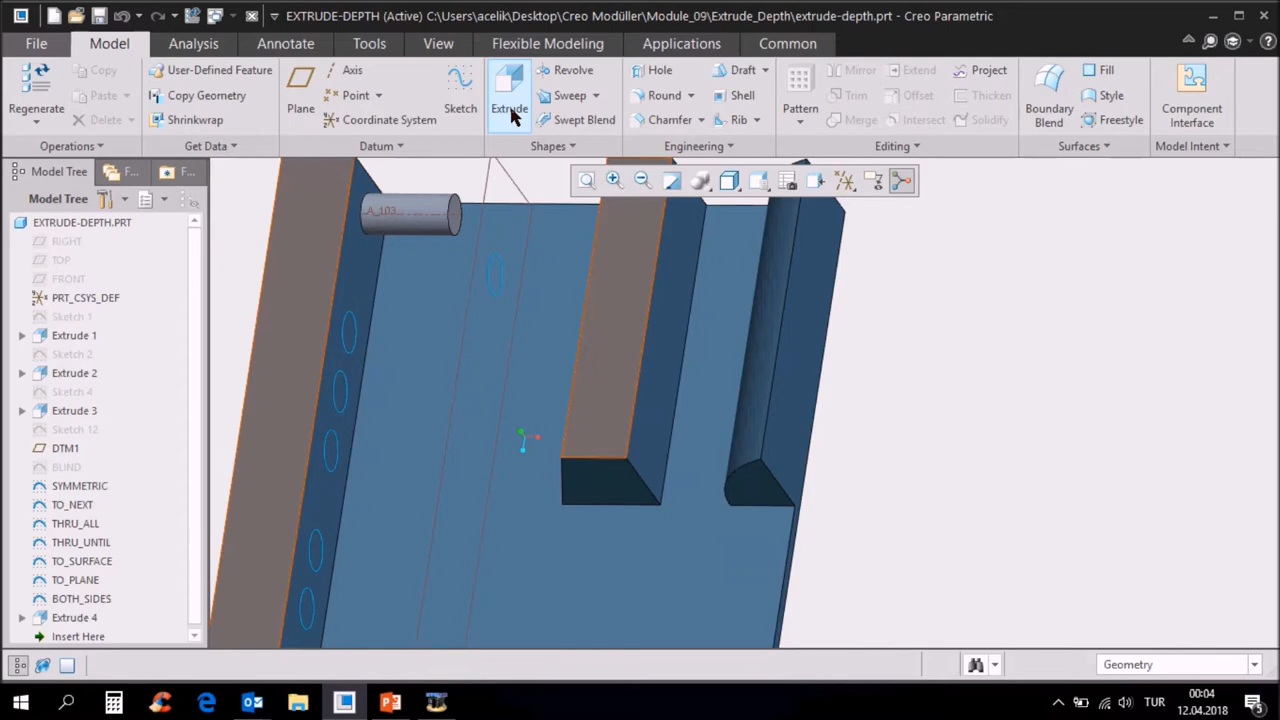 EXTRUDE-DEPTH (Active) C:\Users\acelik\Desktop\Creo Modüller\Module_09\Extrude_Depth\extrude-depth.prt - Creo Parametric
File Model Analysis Annotate Tools View Flexible Modeling Applications Common
Regenerate
Copy
Paste
Delete
Operations
User-Defined Feature
Copy Geometry
Shrinkwrap
Get Data
Plane
Axis
Point
Coordinate System
Sketch
Datum
Extrude
Revolve
Sweep
Swept Blend
Shapes
Hole
Round
Chamfer
Draft
Shell
Rib
Engineering
Pattern
Mirror
Trim
Merge
Extend
Offset
Intersect
Project
Thicken
Solidify
Editing
Boundary Blend
Fill
Style
Freestyle
Surfaces
Component Interface
Model Intent
Model Tree
F...
F...
Model Tree
EXTRUDE-DEPTH.PRT
RIGHT
TOP
FRONT
PRT_CSYS_DEF
Sketch 1
Extrude 1
Sketch 2
Extrude 2
Sketch 4
Extrude 3
Sketch 12
DTM1
BLIND
SYMMETRIC
TO_NEXT
THRU_ALL
THRU_UNTIL
TO_SURFACE
TO_PLANE
BOTH_SIDES
Extrude 4
Insert Here
A_103
Geometry
TUR
00:04
12.04.2018
5